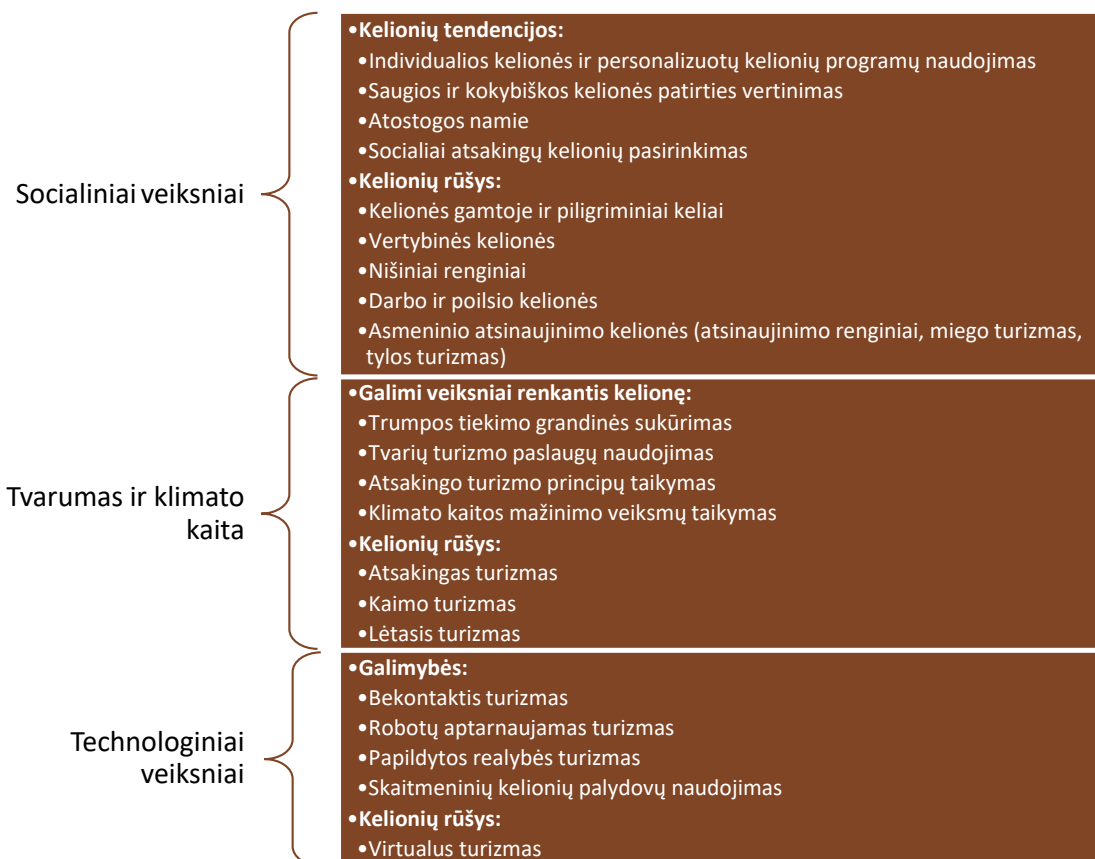 Socialiniai veiksniai
•Kelionių tendencijos:
•Individualios kelionės ir personalizuotų kelionių programų naudojimas
•Saugios ir kokybiškos kelionės patirties vertinimas
•Atostogos namie
•Socialiai atsakingų kelionių pasirinkimas
•Kelionių rūšys:
•Kelionės gamtoje ir piligriminiai keliai
•Vertybinės kelionės
•Nišiniai renginiai
•Darbo ir poilsio kelionės
•Asmeninio atsinaujinimo kelionės (atsinaujinimo renginiai, miego turizmas,
tylos turizmas)
Tvarumas ir klimato
kaita
•Galimi veiksniai renkantis kelionę:
•Trumpos tiekimo grandinės sukūrimas
•Tvarių turizmo paslaugų naudojimas
•Atsakingo turizmo principų taikymas
•Klimato kaitos mažinimo veiksmų taikymas
•Kelionių rūšys:
•Atsakingas turizmas
•Kaimo turizmas
•Lėtasis turizmas
Technologiniai
veiksniai
•Galimybės:
•Bekontaktis turizmas
•Robotų aptarnaujamas turizmas
•Papildytos realybės turizmas
•Skaitmeninių kelionių palydovų naudojimas
•Kelionių rūšys:
•Virtualus turizmas